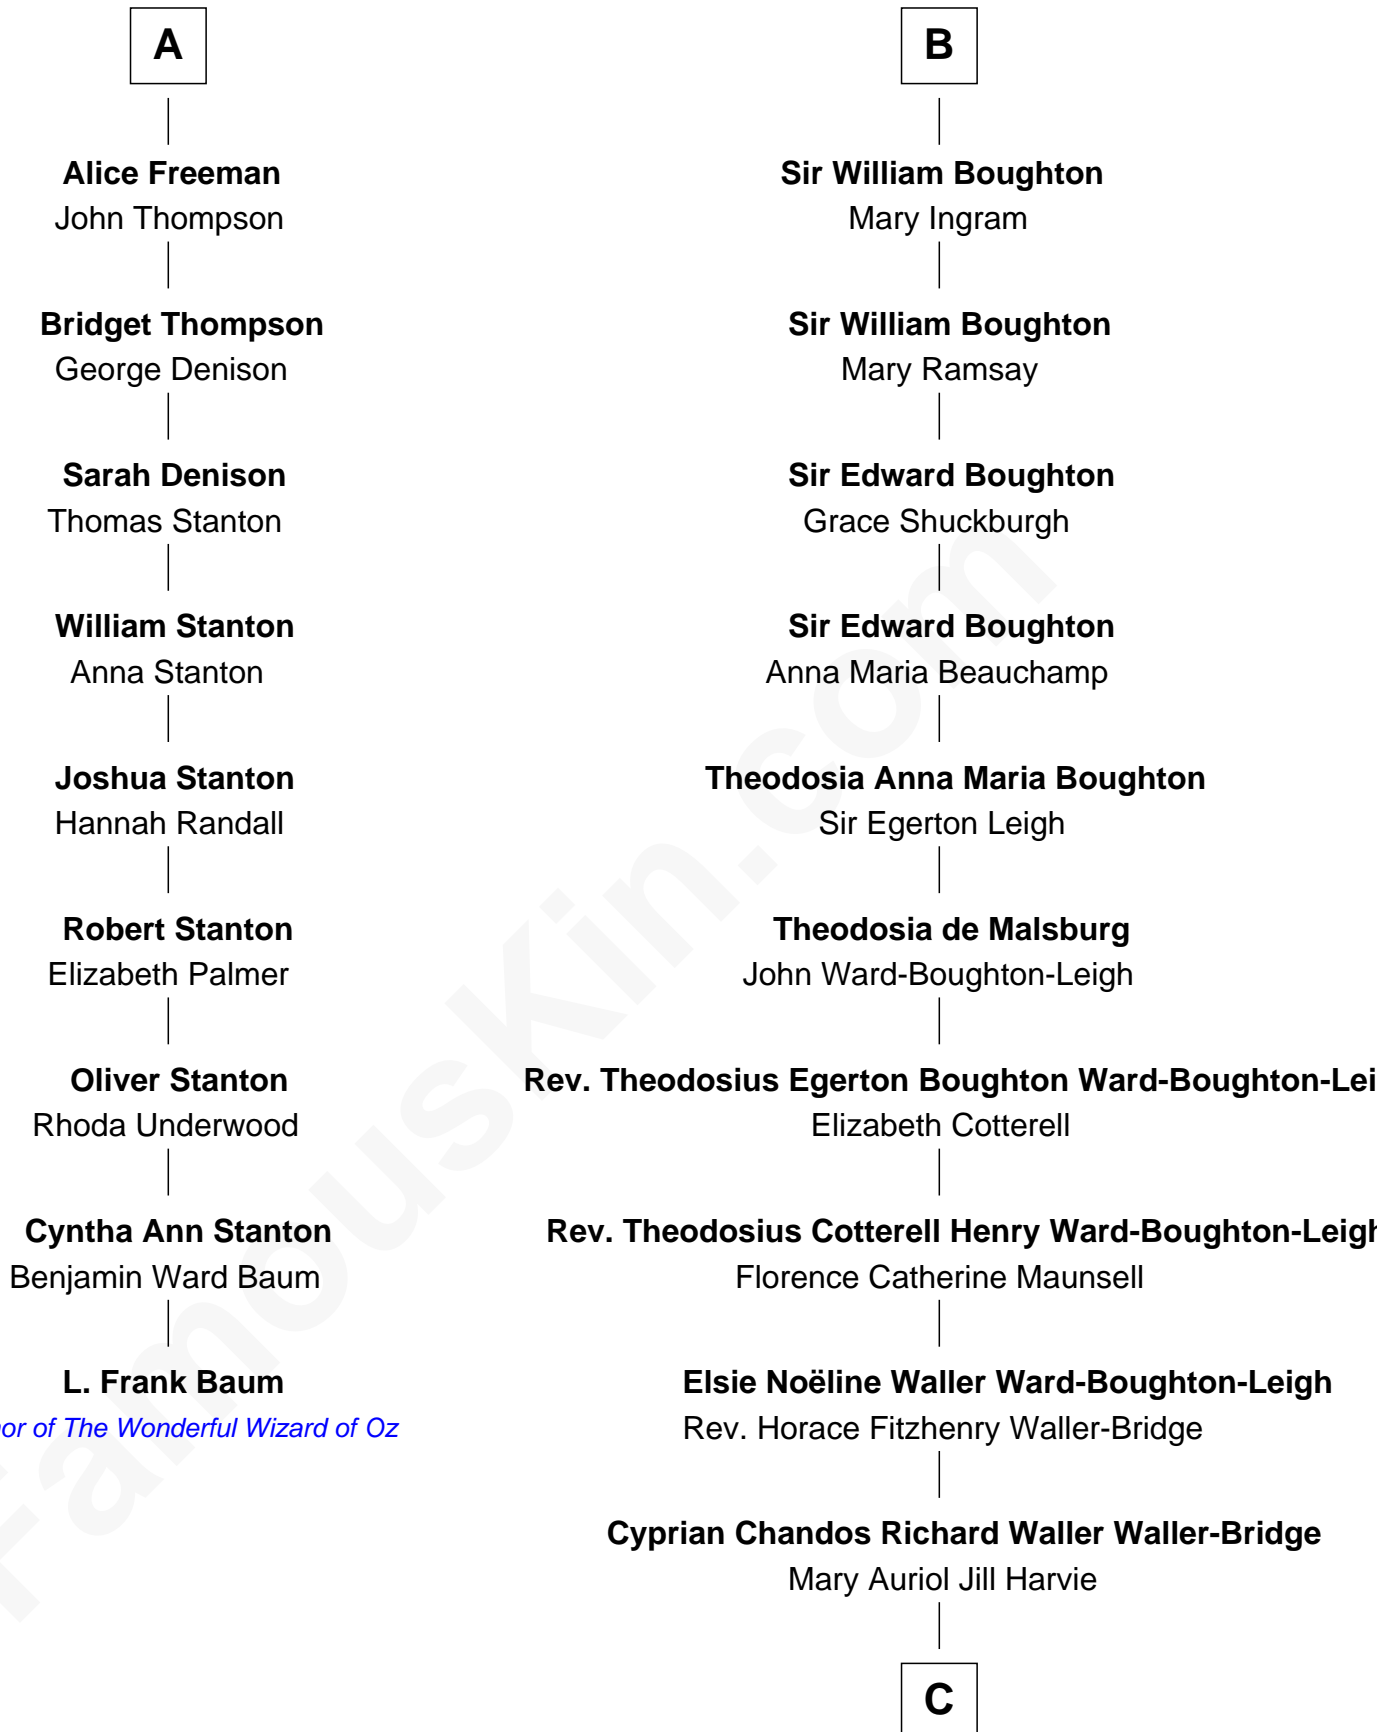 A
Alice Freeman
John Thompson
Bridget Thompson
George Denison
Sarah Denison
Thomas Stanton
William Stanton
Anna Stanton
Joshua Stanton
Hannah Randall
Robert Stanton
Elizabeth Palmer
Oliver Stanton
Rhoda Underwood
Cyntha Ann Stanton
Benjamin Ward Baum
L. Frank Baum
or of The Wonderful Wizard of Oz
B
Sir William Boughton
Mary Ingram
Sir William Boughton
Mary Ramsay
Sir Edward Boughton
Grace Shuckburgh
Sir Edward Boughton
Anna Maria Beauchamp
Theodosia Anna Maria Boughton
Sir Egerton Leigh
Theodosia de Malsburg
John Ward-Boughton-Leigh
Rev. Theodosius Egerton Boughton Ward-Boughton-Lei
Elizabeth Cotterell
Rev. Theodosius Cotterell Henry Ward-Boughton-Leigh
Florence Catherine Maunsell
Elsie Noëline Waller Ward-Boughton-Leigh
Rev. Horace Fitzhenry Waller-Bridge
Cyprian Chandos Richard Waller Waller-Bridge
Mary Auriol Jill Harvie
C
FamousKin.com